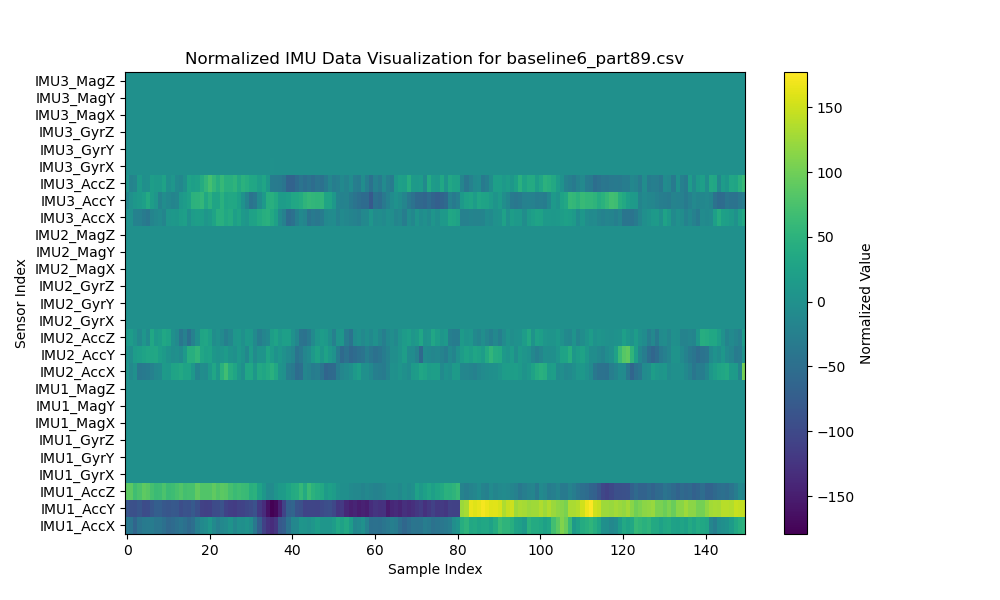 Normalized IMU Data Visualization for baseline6_part89.csv
IMU3_MagZ
IMU3_MagY
IMU3_MagX
IMU3_GyrZ
IMU3_GyrY
IMU3_GyrX
IMU3_AccZ
IMU3_AccY
IMU3_AccX
IMU2_MagZ
IMU2_MagY
IMU2_MagX
IMU2_GyrZ
IMU2_GyrY
IMU2_GyrX
IMU2_AccZ
IMU2_AccY
IMU2_AccX
IMU1_MagZ
IMU1_MagY
IMU1_MagX
IMU1_GyrZ
IMU1_GyrY
IMU1_GyrX
IMU1_AccZ
IMU1_AccY
IMU1_AccX
Sensor Index
0 20 40 60 80 100 120 140
Sample Index
150
100
50
0
−50
−100
−150
Normalized Value